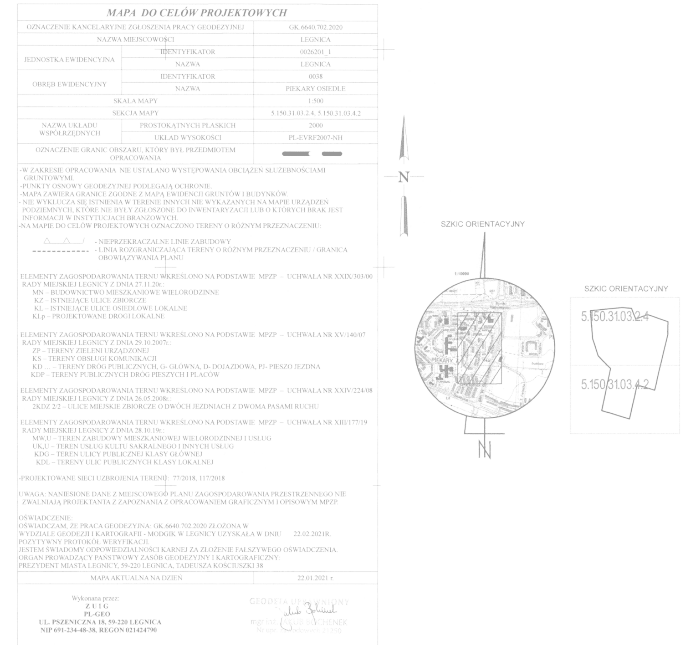 MAPA DO CELÓW PROJEKTOWYCH
OZNACZENIE KANCELARYJNE ZGŁOSZENIA PRACY GEODEZYJNEJ GK.6640.702.2020
NAZWA MIEJSCOWOŚCI LEGNICA
JEDNOSTKA EWIDENCYJNA IDENTYFIKATOR 0026201_1
NAZWA LEGNICA
OBRĘB EWIDENCYJNY IDENTYFIKATOR 0038
NAZWA PIEKARY OSIEDLE
SKALA MAPY 1:500
SEKCJA MAPY 5.150.31.03.2.4, 5.150.31.03.4.2
NAZWA UKŁADU WSPÓŁRZĘDNYCH PROSTOKĄTNYCH PŁASKICH 2000
UKŁAD WYSOKOŚCI PL-EVRF2007-NH
OZNACZENIE GRANIC OBSZARU, KTÓRY BYŁ PRZEDMIOTEM
OPRACOWANIA
-W ZAKRESIE OPRACOWANIA NIE USTALANO WYSTĘPOWANIA OBCIĄŻEŃ SŁUŻEBNOŚCIAMI
GRUNTOWYMI.
-PUNKTY OSNOWY GEODEZYJNEJ PODLEGAJĄ OCHRONIE.
-MAPA ZAWIERA GRANICE ZGODNE Z MAPĄ EWIDENCJI GRUNTÓW I BUDYNKÓW
- NIE WYKLUCZA SIĘ ISTNIENIA W TERENIE INNYCH NIE WYKAZANYCH NA MAPIE URZĄDZEŃ
PODZIEMNYCH, KTÓRE NIE BYŁY ZGŁOSZONE DO INWENTARYZACJI LUB O KTÓRYCH BRAK JEST
INFORMACJI W INSTYTUCJACH BRANŻOWYCH.
-NA MAPIE DO CELÓW PROJEKTOWYCH OZNACZONO TERENY O RÓŻNYM PRZEZNACZENIU:
- NIEPRZEKRACZALNE LINIE ZABUDOWY
- LINIA ROZGRANICZAJĄCA TERENY O RÓŻNYM PRZEZNACZENIU / GRANICA
OBOWIĄZYWANIA PLANU
ELEMENTY ZAGOSPODAROWANIA TERNU WKREŚLONO NA PODSTAWIE MPZP – UCHWAŁA NR XXIX/303/00
RADY MIEJSKIEJ LEGNICY Z DNIA 27.11.20r.:
MN – BUDOWNICTWO MIESZKANIOWE WIELORODZINNE
KZ – ISTNIEJĄCE ULICE ZBIORCZE
KL – ISTNIEJĄCE ULICE OSIEDLOWE LOKALNE
KLp – PROJEKTOWANE DROGI LOKALNE
ELEMENTY ZAGOSPODAROWANIA TERNU WKREŚLONO NA PODSTAWIE MPZP – UCHWAŁA NR XV/140/07
RADY MIEJSKIEJ LEGNICY Z DNIA 29.10.2007r.:
ZP – TERENY ZIELENI URZĄDZONEJ
KS – TERENY OBSŁUGI KOMUNIKACJI
KD .... – TERENY DRÓG PUBLICZNYCH, G- GŁÓWNA, D- DOJAZDOWA, PJ- PIESZO JEZDNA
KDP – TERENY PUBLICZNYCH DRÓG PIESZYCH I PLACÓW
ELEMENTY ZAGOSPODAROWANIA TERNU WKREŚLONO NA PODSTAWIE MPZP – UCHWAŁA NR XXIV/224/08
RADY MIEJSKIEJ LEGNICY Z DNIA 26.05.2008r.:
2KDZ 2/2 – ULICE MIEJSKIE ZBIORCZE O DWÓCH JEZDNIACH Z DWOMA PASAMI RUCHU
ELEMENTY ZAGOSPODAROWANIA TERNU WKREŚLONO NA PODSTAWIE MPZP – UCHWAŁA NR XIII/177/19
RADY MIEJSKIEJ LEGNICY Z DNIA 28.10.19r.:
MW,U – TEREN ZABUDOWY MIESZKANIOWEJ WIELORODZINNEJ I USŁUG
UK,U – TEREN USŁUG KULTU SAKRALNEGO I INNYCH USŁUG
KDG – TEREN ULICY PUBLICZNEJ KLASY GŁÓWNEJ
KDL – TERENY ULIC PUBLICZNYCH KLASY LOKALNEJ
-PROJEKTOWANE SIECI UZBROJENIA TERENU: 77/2018, 117/2018
UWAGA: NANIESIONE DANE Z MIEJSCOWEGO PLANU ZAGOSPODAROWANIA PRZESTRZENNEGO NIE
ZWALNIAJĄ PROJEKTANTA Z ZAPOZNANIA Z OPRACOWANIEM GRAFICZNYM I OPISOWYM MPZP
OŚWIADCZENIE:
OŚWIADCZAM, ŻE PRACA GEODEZYJNA: GK.6640.702.2020 ZŁOŻONA W
WYDZIALE GEODEZJI I KARTOGRAFII - MODGIK W LEGNICY UZYSKAŁA W DNIU 22.02.2021R.
POZYTYWNY PROTOKÓŁ WERYFIKACJI.
JESTEM ŚWIADOMY ODPOWIEDZIALNOŚCI KARNEJ ZA ZŁOŻENIE FAŁSZYWEGO OŚWIADCZENIA.
ORGAN PROWADZĄCY PAŃSTWOWY ZASÓB GEODEZYJNY I KARTOGRAFICZNY:
PREZYDENT MIASTA LEGNICY, 59-220 LEGNICA, TADEUSZA KOŚCIUSZKI 38
MAPA AKTUALNA NA DZIEŃ 22.01.2021 r.
Wykonana przez:
Z U I G
PL-GEO
UL. PSZENICZNA 18, 59-220 LEGNICA
NIP 691-234-48-38, REGON 021424790
N
SZKIC ORIENTACYJNY
PIEKARY
N
SZKIC ORIENTACYJNY
5.150.31.03.2.4
5.150.31.03.4.2